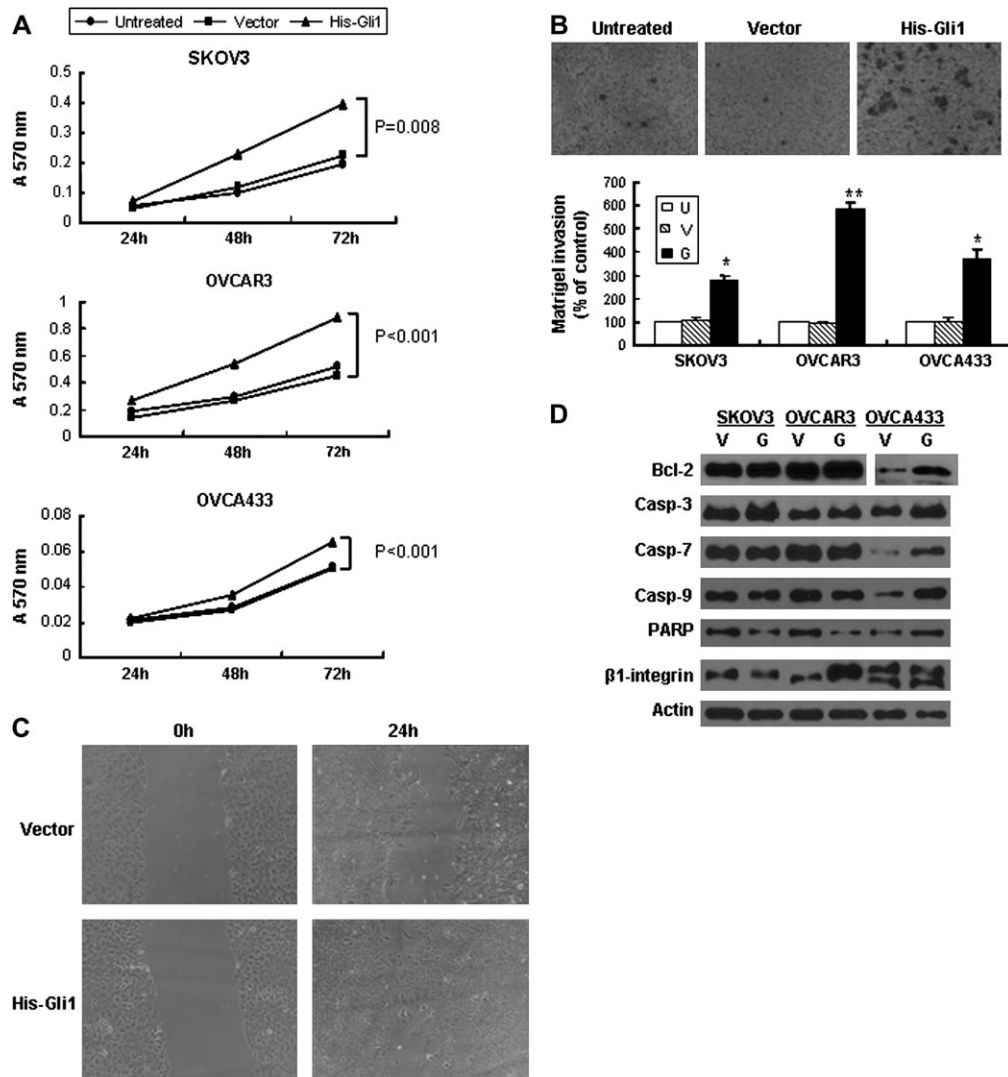 A
Untreated Vector His-Gli1
SKOV3
A 570 nm
0.5
0.4
0.3
0.2
0.1
0
24h 48h 72h
P=0.008
OVCAR3
A 570 nm
1
0.8
0.6
0.4
0.2
0
24h 48h 72h
P<0.001
OVCA433
A 570 nm
0.08
0.06
0.04
0.02
0
24h 48h 72h
P<0.001
B
Untreated Vector His-Gli1
Matrigel invasion
(% of control)
700
600
500
400
300
200
100
0
U
V
G
*
**
*
SKOV3 OVCAR3 OVCA433
C
0h 24h
Vector
His-Gli1
D
SKOV3 OVCAR3 OVCA433
V G V G V G
Bcl-2
Casp-3
Casp-7
Casp-9
PARP
β1-integrin
Actin